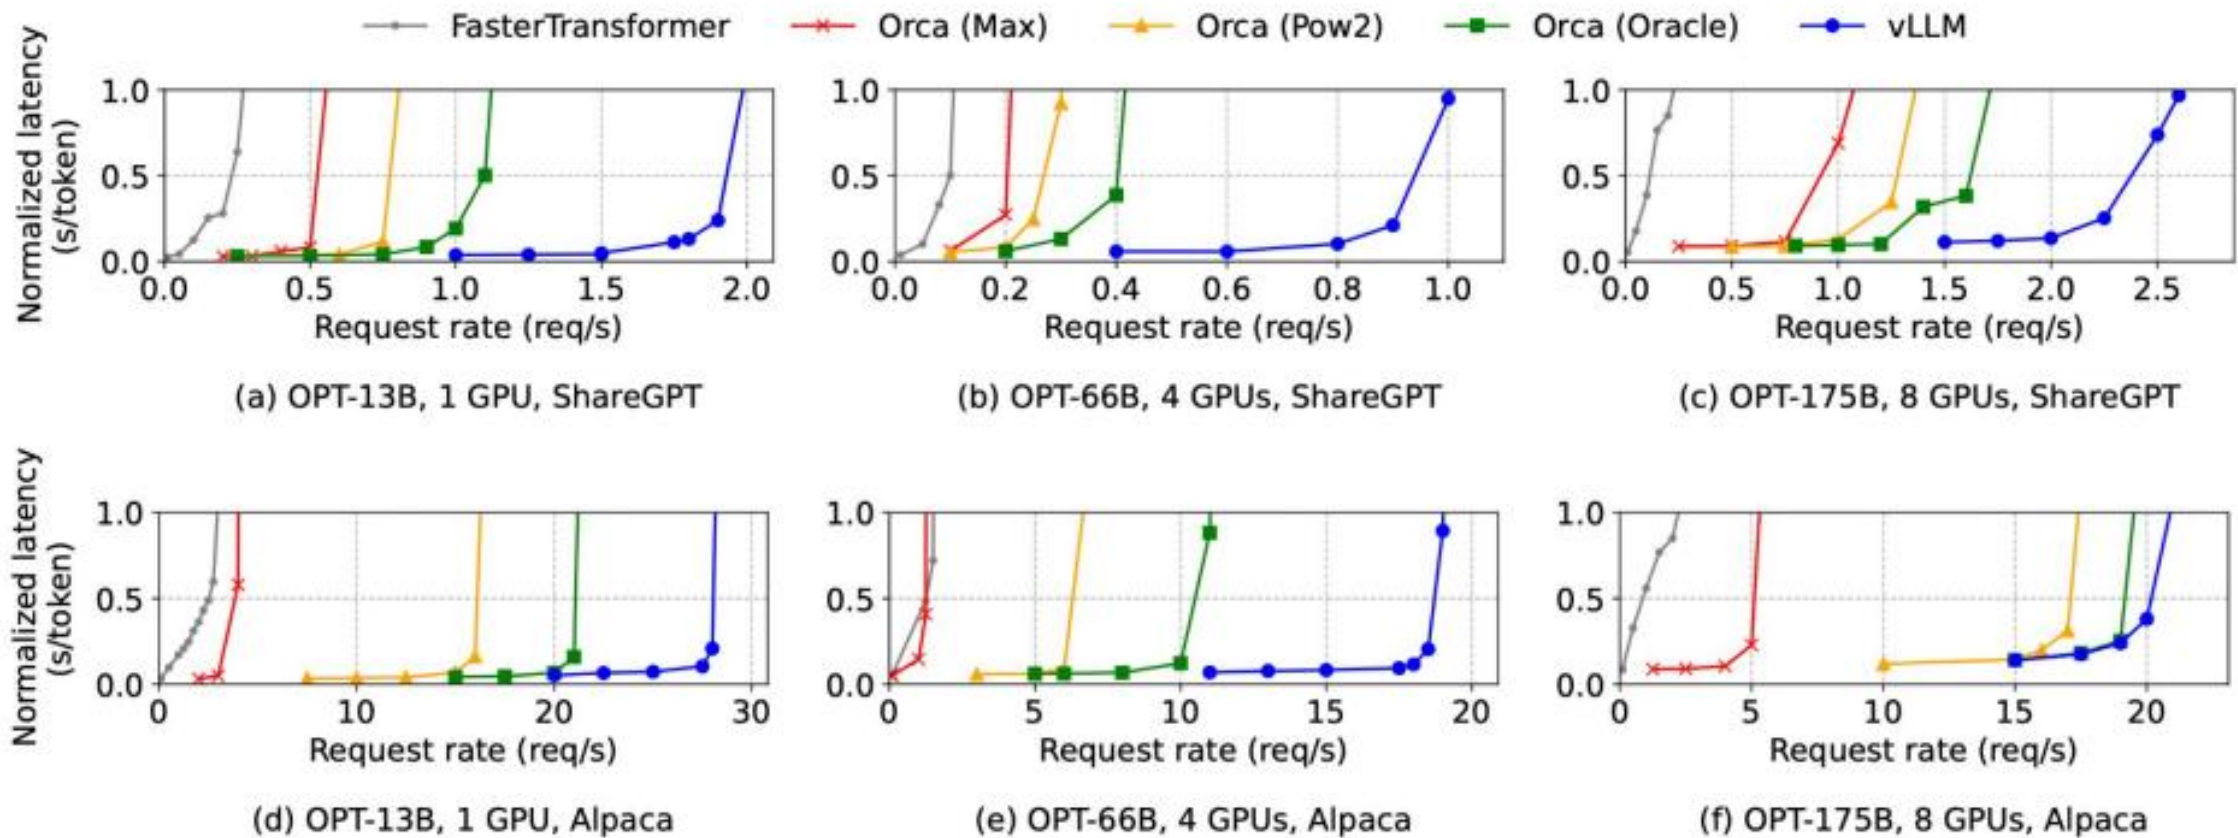 FasterTransformer Orca (Max) Orca (Pow2) Orca (Oracle) vLLM
Normalized latency
(s/token)
1.0
0.5
0.0
0.0 0.5 1.0 1.5 2.0
Request rate (req/s)
(a) OPT-13B, 1 GPU, ShareGPT
1.0
0.5
0.0
0.0 0.2 0.4 0.6 0.8 1.0
Request rate (req/s)
(b) OPT-66B, 4 GPUs, ShareGPT
1.0
0.5
0.0
0.0 0.5 1.0 1.5 2.0 2.5
Request rate (req/s)
(c) OPT-175B, 8 GPUs, ShareGPT
Normalized latency
(s/token)
1.0
0.5
0.0
0 10 20 30
Request rate (req/s)
(d) OPT-13B, 1 GPU, Alpaca
1.0
0.5
0.0
0 5 10 15 20
Request rate (req/s)
(e) OPT-66B, 4 GPUs, Alpaca
1.0
0.5
0.0
0 5 10 15 20
Request rate (req/s)
(f) OPT-175B, 8 GPUs, Alpaca